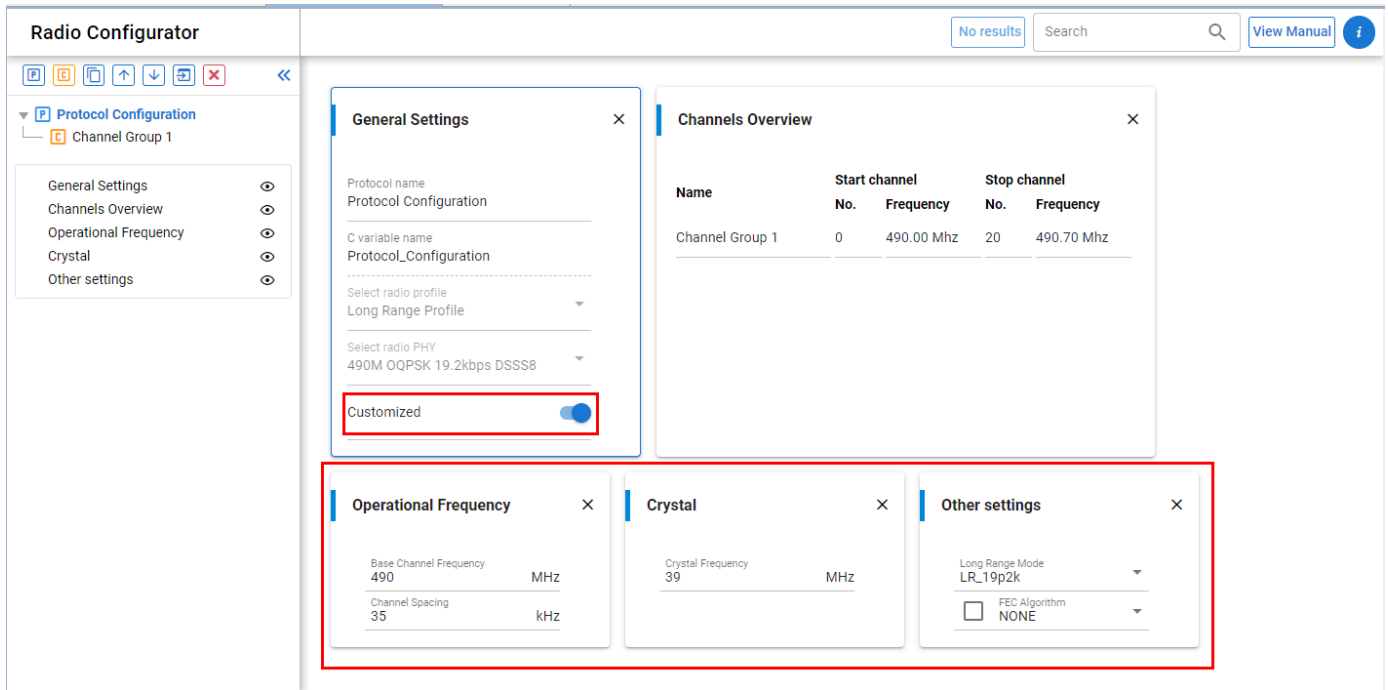 Radio Configurator
No results
Search
View Manual
i
P
C
P Protocol Configuration
C Channel Group 1
General Settings
Channels Overview
Operational Frequency
Crystal
Other settings
General Settings
Protocol name
Protocol Configuration
C variable name
Protocol_Configuration
Select radio profile
Long Range Profile
Select radio PHY
490M OQPSK 19.2kbps DSSS8
Customized
Channels Overview
Start channel Stop channel
Name
No. Frequency No. Frequency
Channel Group 1 0 490.00 Mhz 20 490.70 Mhz
Operational Frequency
Base Channel Frequency
490 MHz
Channel Spacing
35 kHz
Crystal
Crystal Frequency
39 MHz
Other settings
Long Range Mode
LR_19p2k
FEC Algorithm
NONE